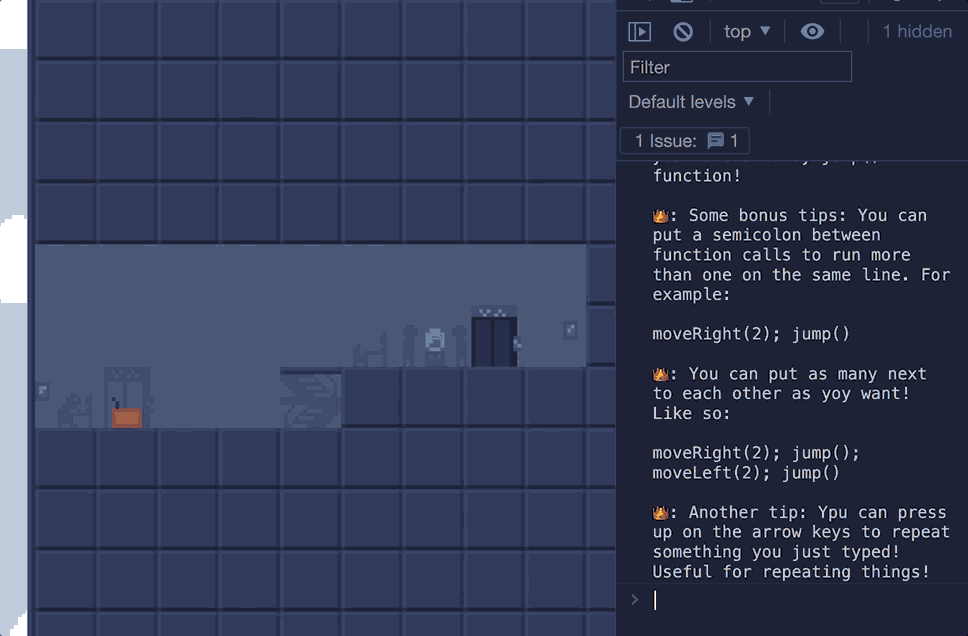 top ▼
1 hidden
Filter
Default levels ▼
1 Issue: 1
function!
👑: Some bonus tips: You can
put a semicolon between
function calls to run more
than one on the same line. For
example:
moveRight(2); jump()
👑: You can put as many next
to each other as yoy want!
Like so:
moveRight(2); jump();
moveLeft(2); jump()
👑: Another tip: Ypu can press
up on the arrow keys to repeat
something you just typed!
Useful for repeating things!
>